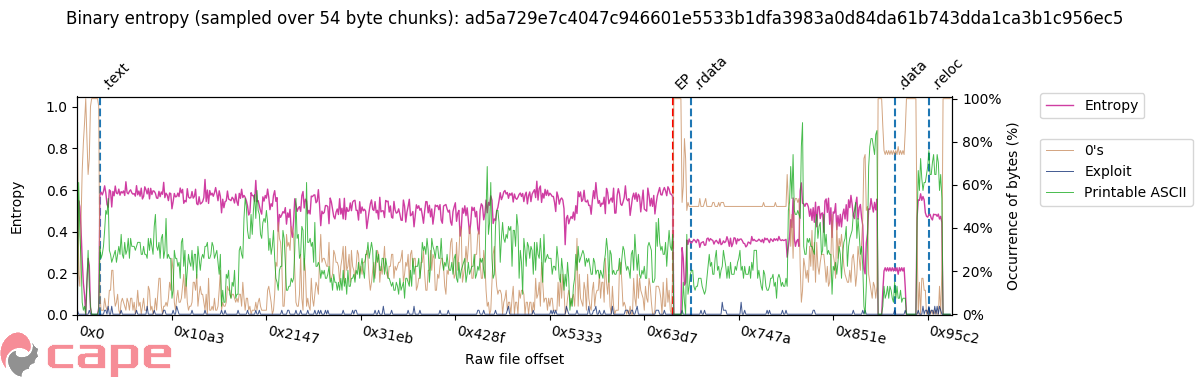 Binary entropy (sampled over 54 byte chunks): ad5a729e7c4047c946601e5533b1dfa3983a0d84da61b743dda1ca3b1c956ec5
.text
EP
.rdata
.data
.reloc
1.0
0.8
0.6
0.4
0.2
0.0
Entropy
100%
80%
60%
40%
20%
0%
Occurrence of bytes (%)
Entropy
0's
Exploit
Printable ASCII
0x0
0x10a3
0x2147
0x31eb
0x428f
0x5333
0x63d7
0x747a
0x851e
0x95c2
Raw file offset
cape